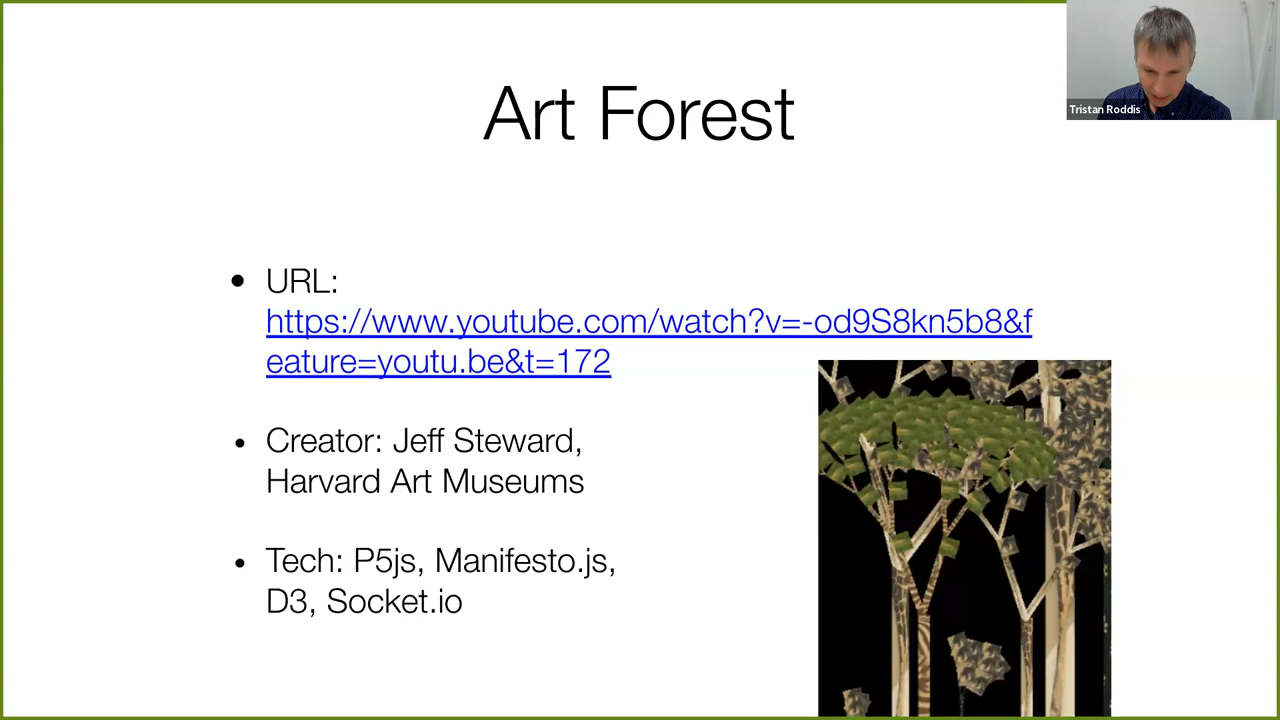 Art Forest
Tristan Roddis
• URL:
https://www.youtube.com/watch?v=-od9S8kn5b8&f
eature=youtu.be&t=172
• Creator: Jeff Steward,
Harvard Art Museums
• Tech: P5js, Manifesto.js,
D3, Socket.io